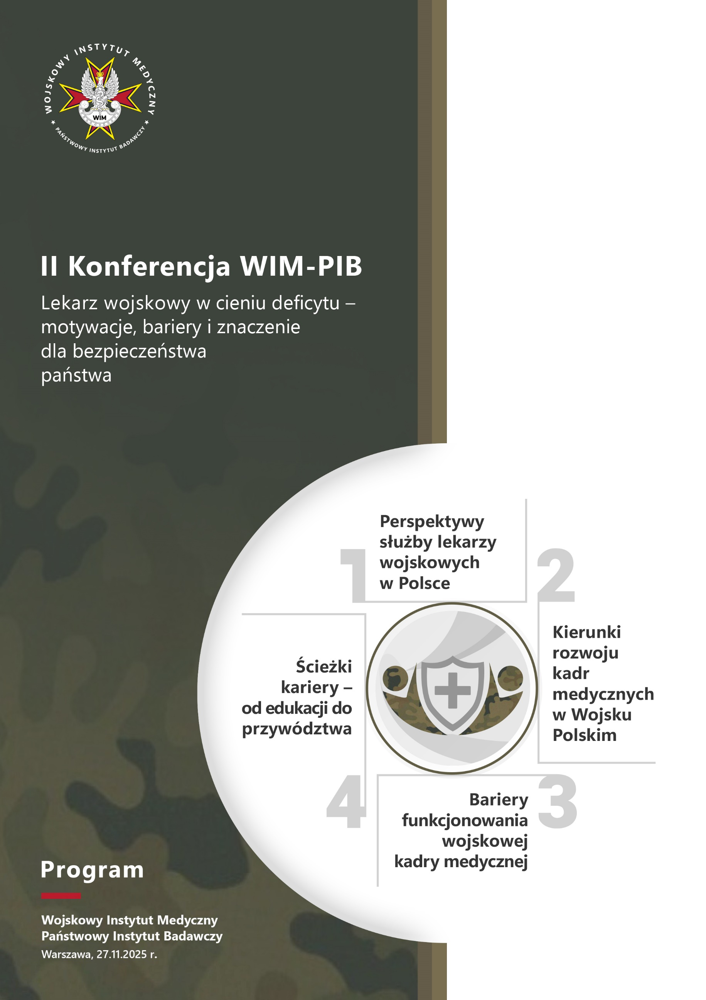 WOJSKOWY INSTYTUT MEDYCZNY
PAŃSTWOWY INSTYTUT BADAWCZY
WIM
II Konferencja WIM-PIB
Lekarz wojskowy w cieniu deficytu –
motywacje, bariery i znaczenie
dla bezpieczeństwa
państwa
1
Perspektywy
służby lekarzy
wojskowych
w Polsce
2
Kierunki
rozwoju
kadr
medycznych
w Wojsku
Polskim
3
Bariery
funkcjonowania
wojskowej
kadry medycznej
4
Ścieżki
kariery –
od edukacji do
przywództwa
Program
Wojskowy Instytut Medyczny
Państwowy Instytut Badawczy
Warszawa, 27.11.2025 r.